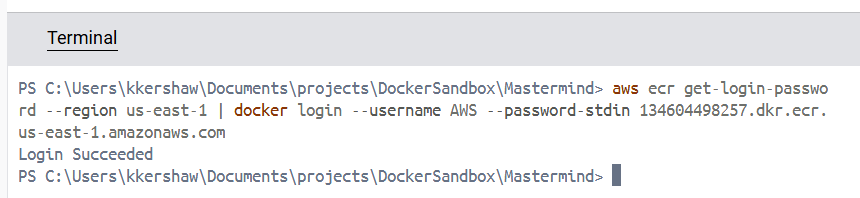 Terminal
PS C:\Users\kkershaw\Documents\projects\DockerSandbox\Mastermind> aws ecr get-login-passwo
rd --region us-east-1 | docker login --username AWS --password-stdin 134604498257.dkr.ecr.
us-east-1.amazonaws.com
Login Succeeded
PS C:\Users\kkershaw\Documents\projects\DockerSandbox\Mastermind>